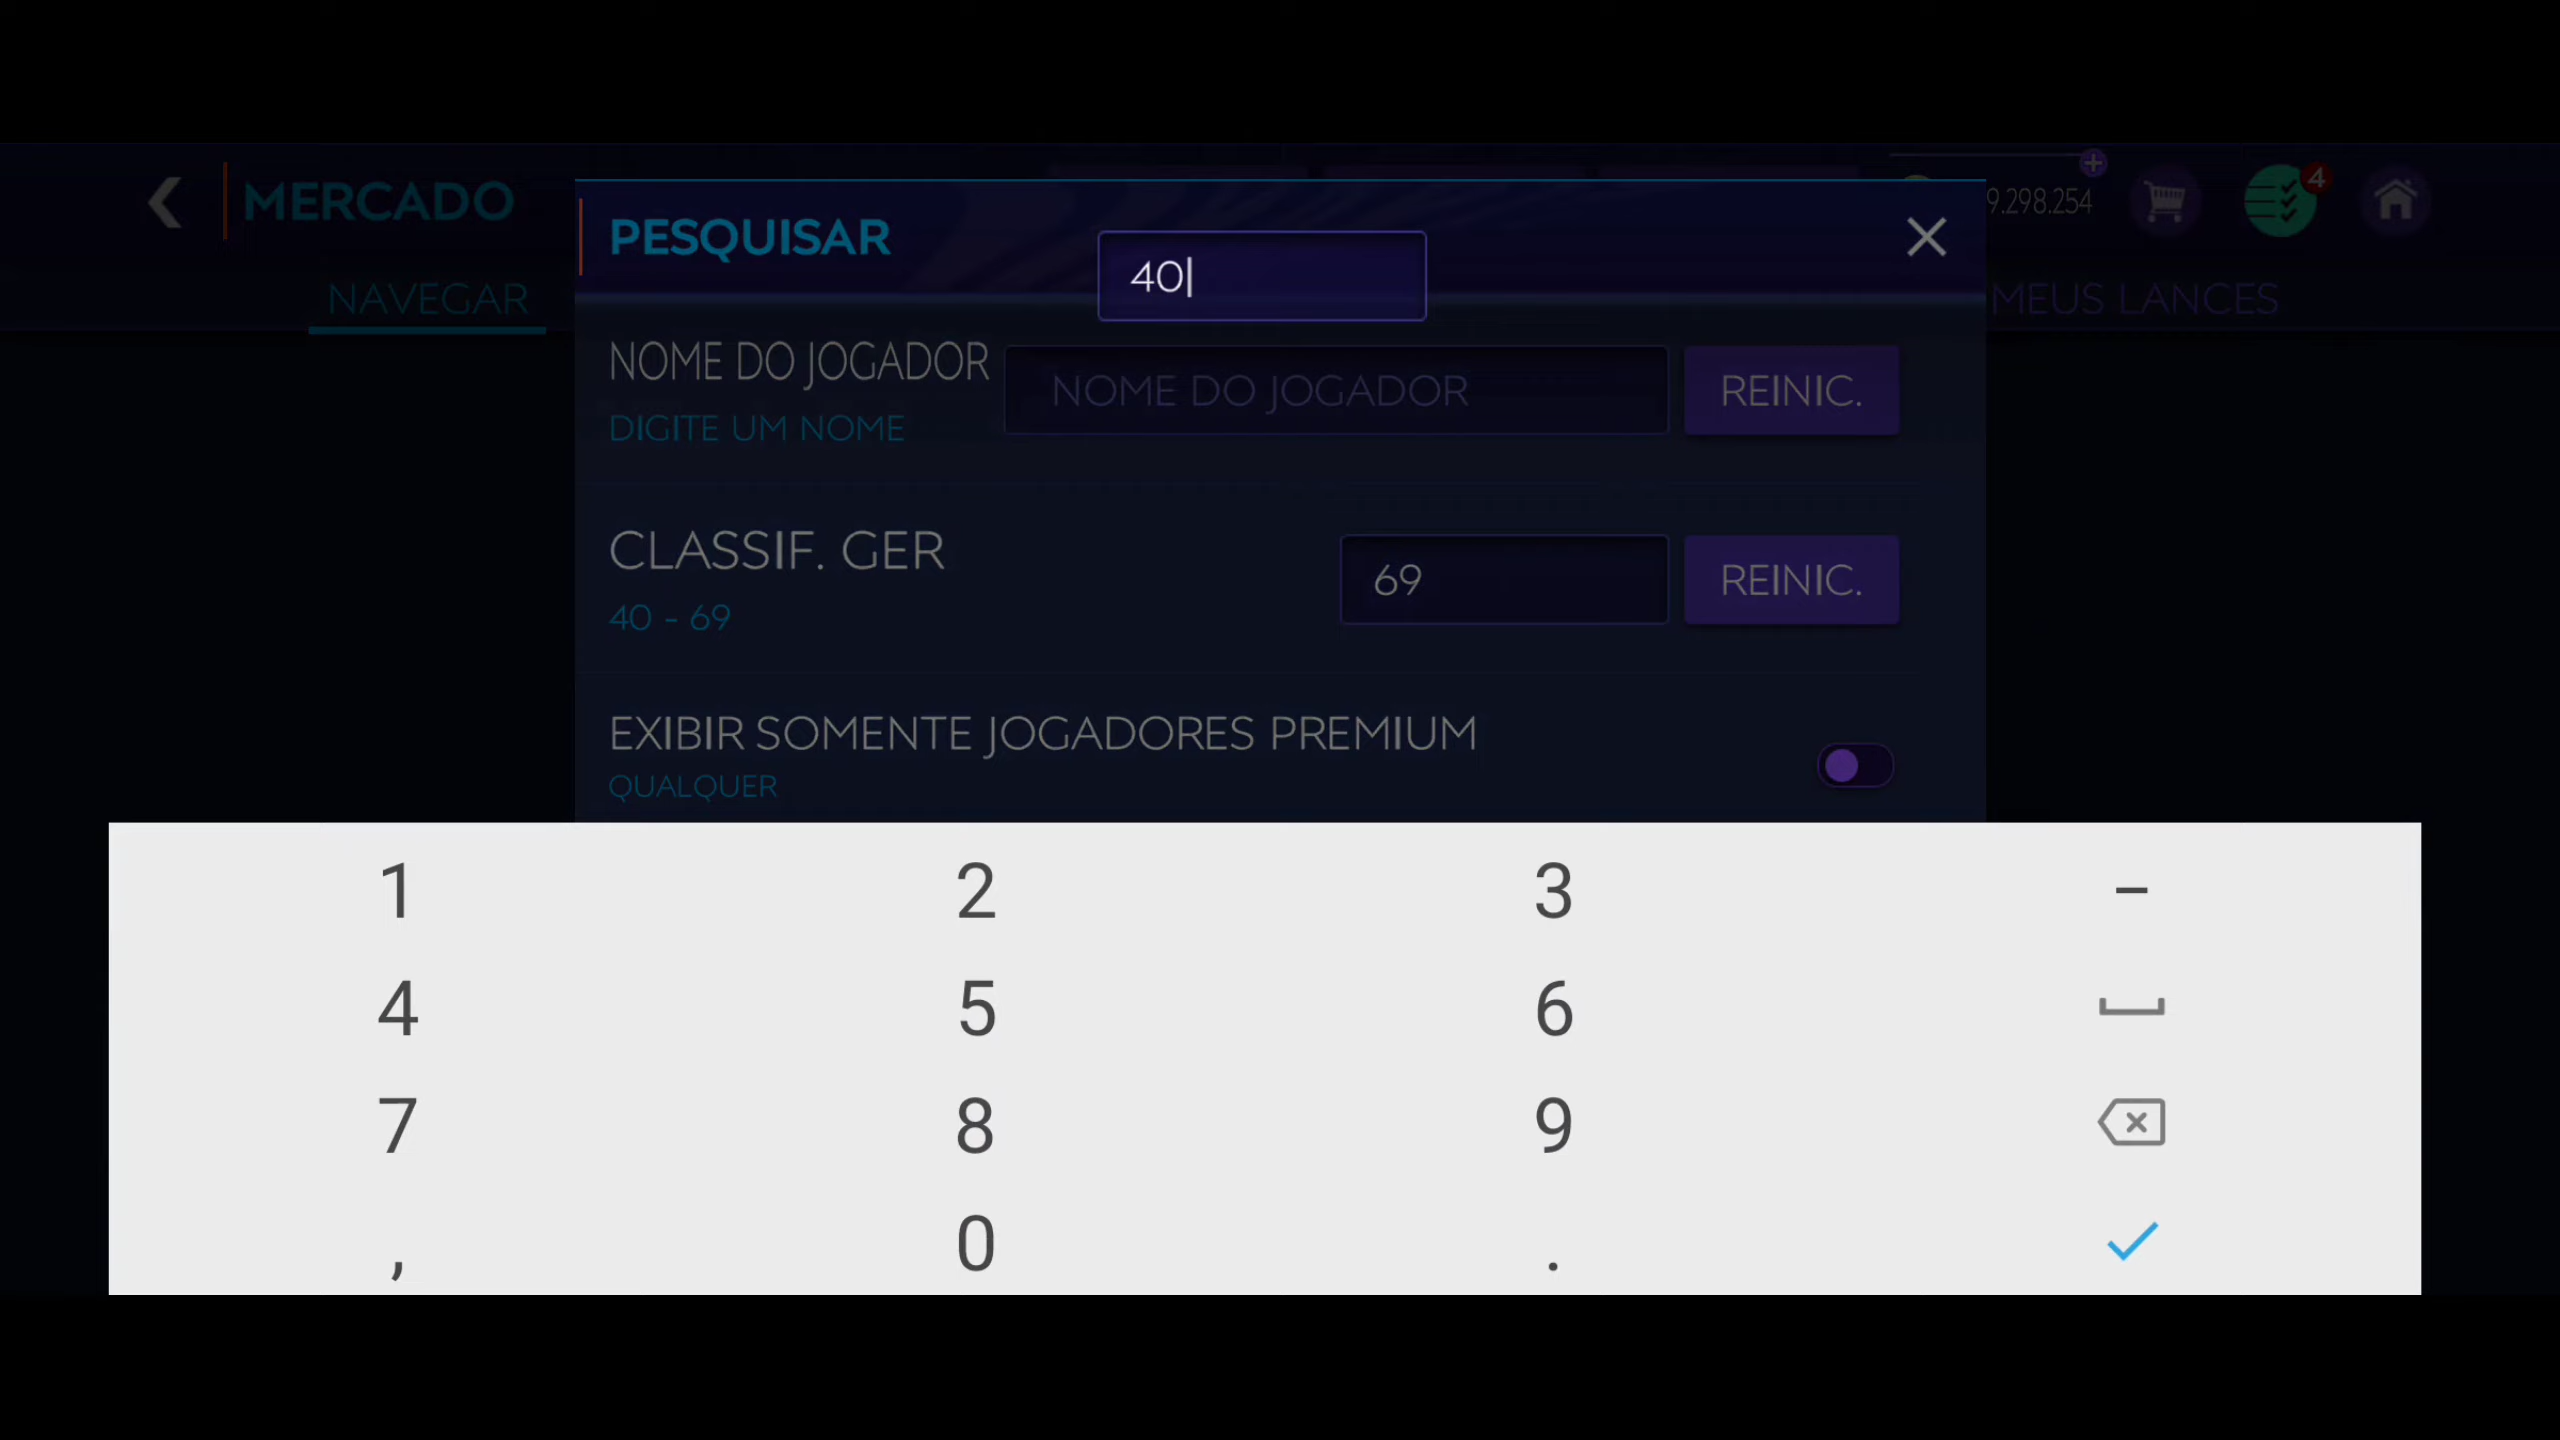 MERCADO
9.298.254
4
NAVEGAR
MEUS LANCES
PESQUISAR
40
NOME DO JOGADOR
NOME DO JOGADOR
REINIC.
DIGITE UM NOME
CLASSIF. GER
69
REINIC.
40 - 69
EXIBIR SOMENTE JOGADORES PREMIUM
QUALQUER
1 2 3 -
4 5 6
7 8 9
, 0 .